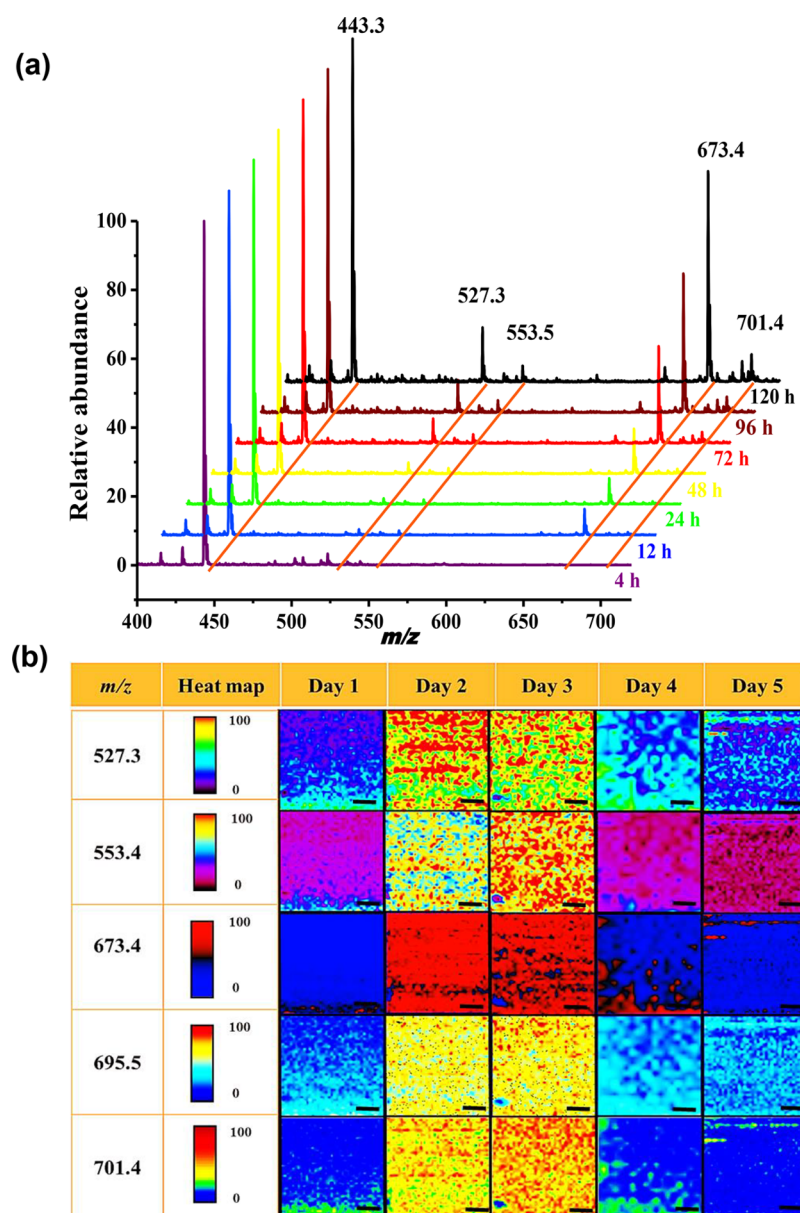 (a)
443.3
673.4
527.3
553.5
701.4
Relative abundance
100
80
60
40
20
0
120 h
96 h
72 h
48 h
24 h
12 h
4 h
400 450 500 550 600 650 700
m/z
(b)
m/z Heat map Day 1 Day 2 Day 3 Day 4 Day 5
527.3 100 0
553.4 100 0
673.4 100 0
695.5 100 0
701.4 100 0